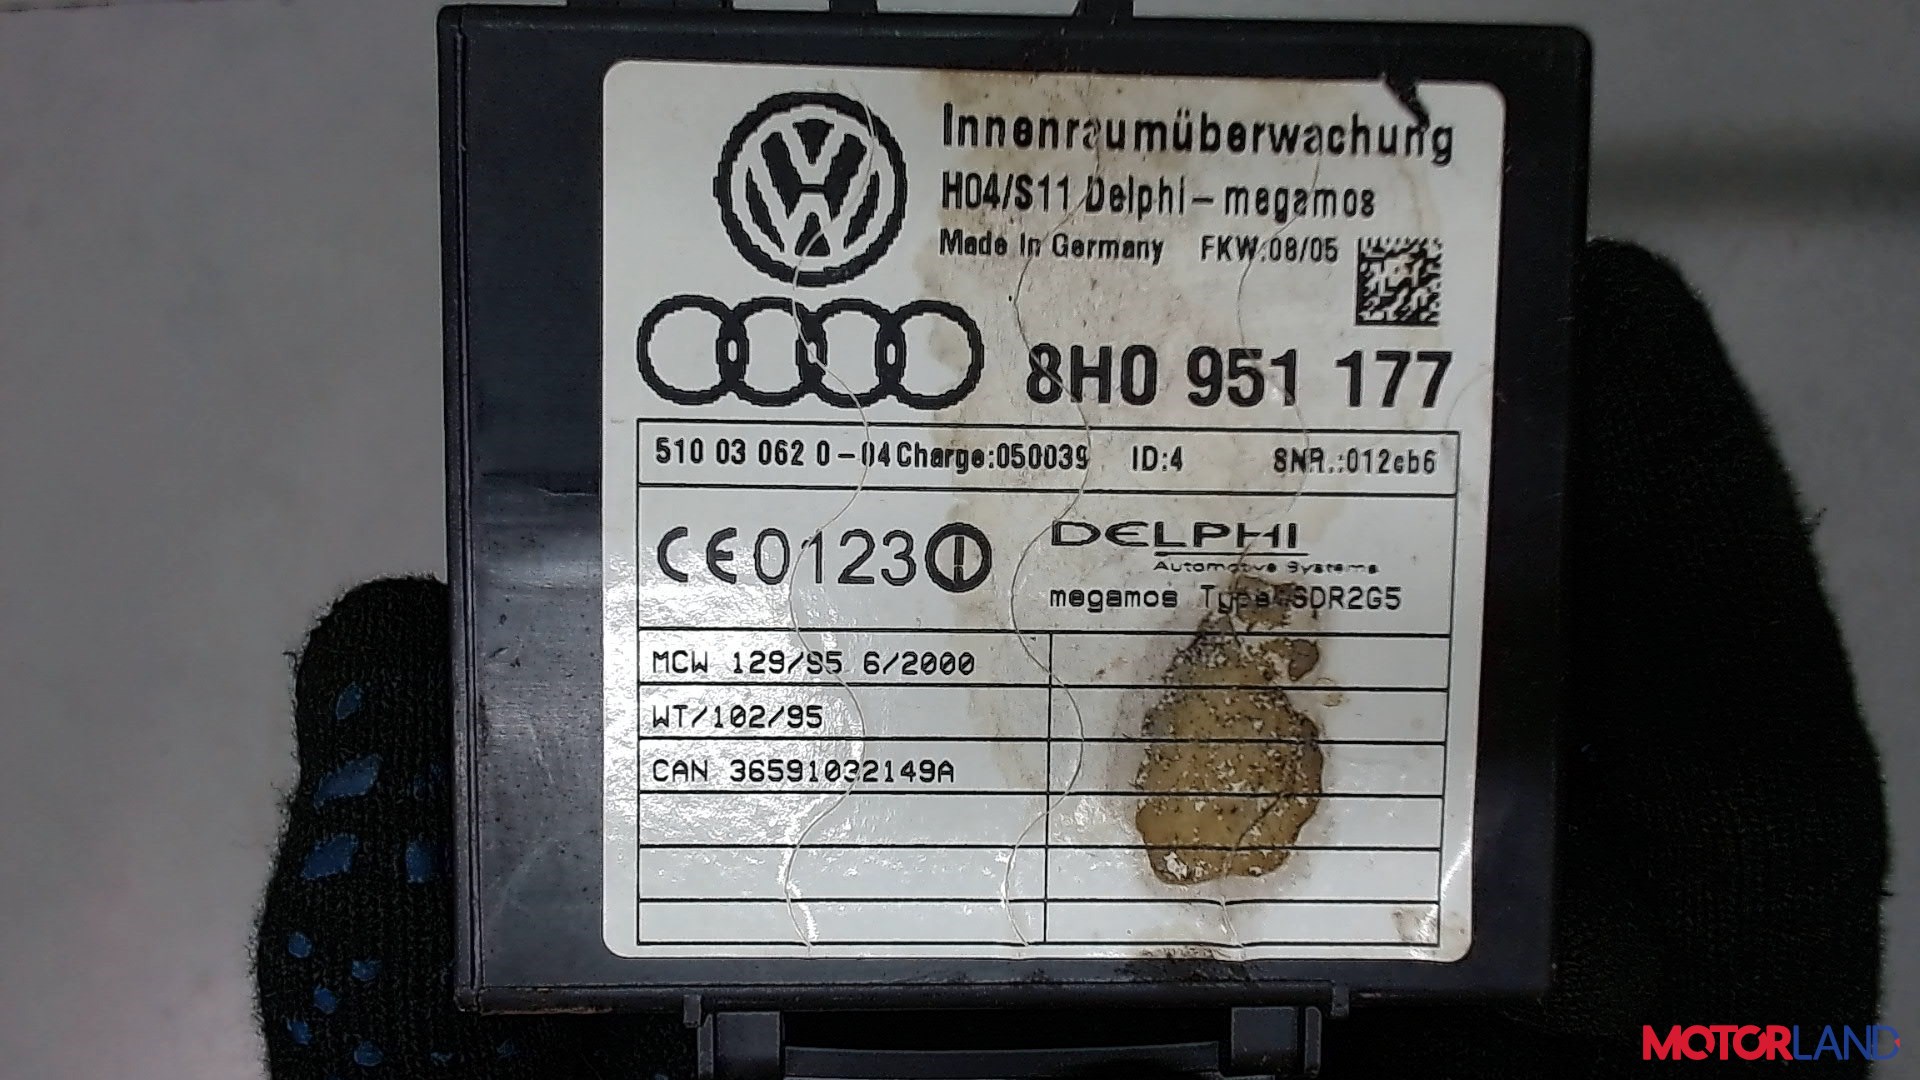 Innenraumüberwachung
H04/S11 Delphi-megamos
Made in Germany FKW:08/05
8H0 951 177
510 03 062 0-04 Charge:050039 ID:4 SNR.:012eb6
CE0123
DELPHI
Automotive Systems
megamos Type SDR2G5
MCW 129/95 6/2000
WT/102/95
CAN 36591032149A
MOTORLAND